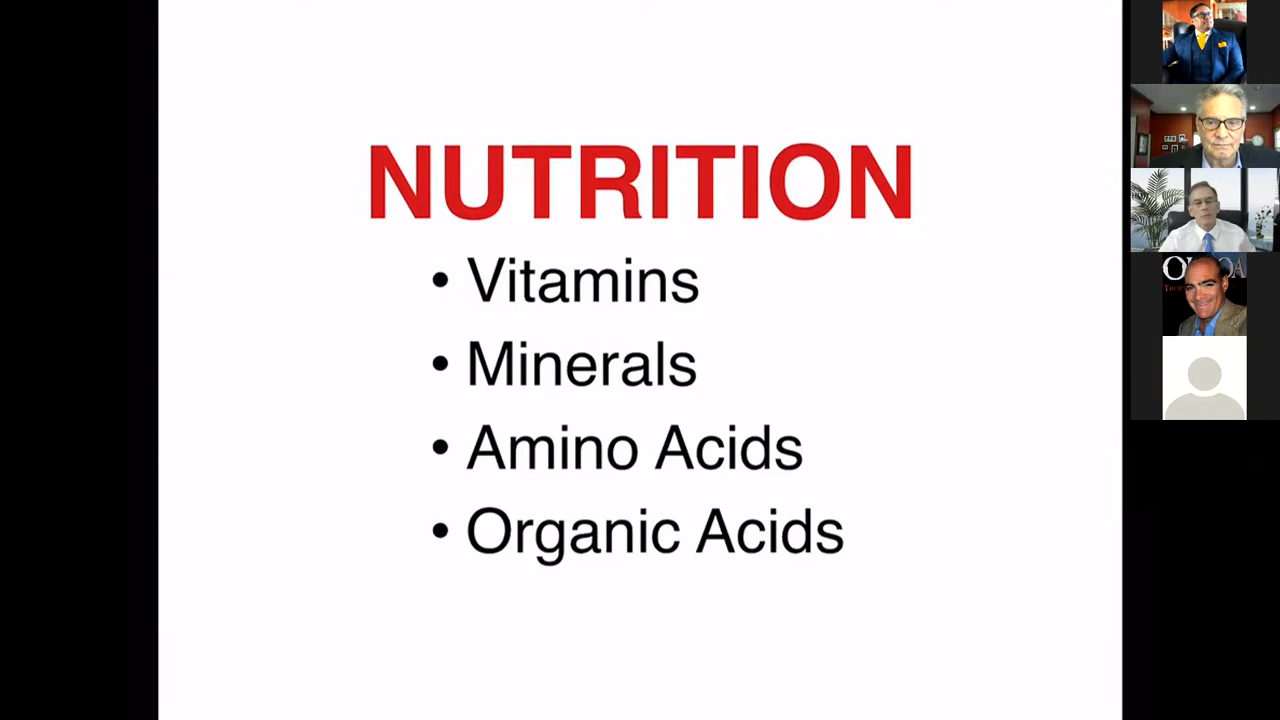 NUTRITION
• Vitamins
• Minerals
• Amino Acids
• Organic Acids